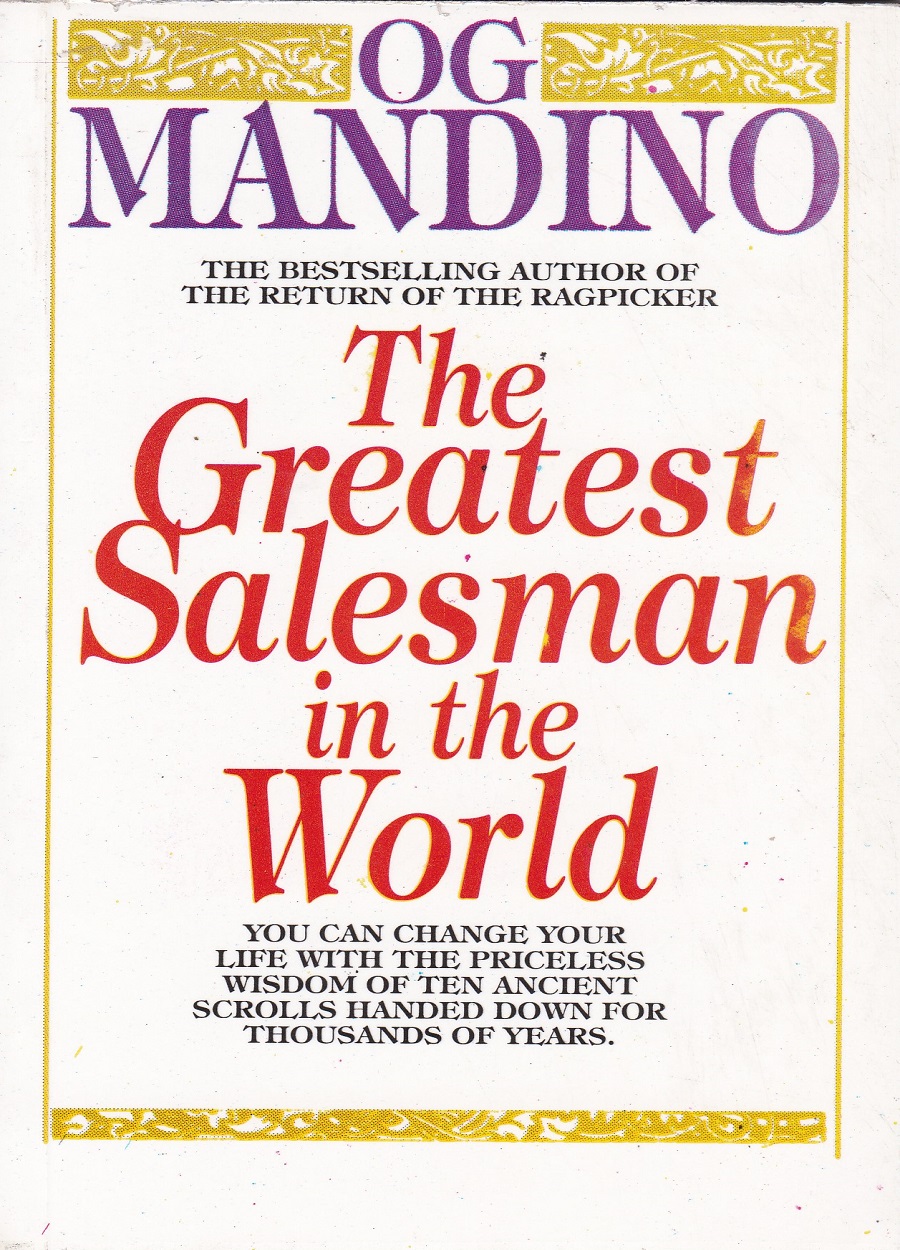 OG
MANDINO
THE BESTSELLING AUTHOR OF
THE RETURN OF THE RAGPICKER
The
Greatest
Salesman
in the
World
YOU CAN CHANGE YOUR
LIFE WITH THE PRICELESS
WISDOM OF TEN ANCIENT
SCROLLS HANDED DOWN FOR
THOUSANDS OF YEARS.